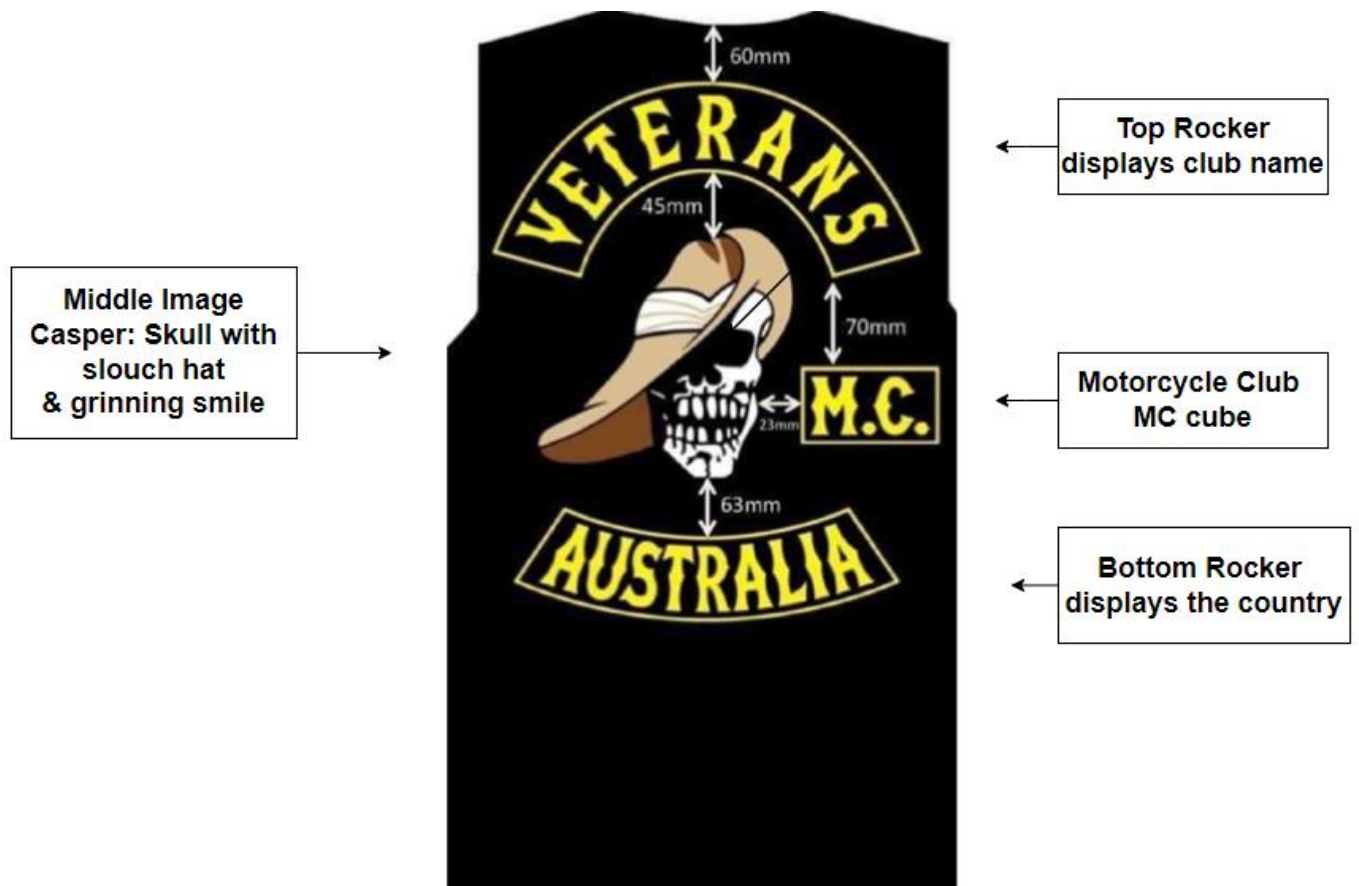 60mm
VETERANS
45mm
Top Rocker
displays club name
Middle Image
Casper: Skull with
slouch hat
& grinning smile
70mm
M.C.
23mm
Motorcycle Club
MC cube
63mm
AUSTRALIA
Bottom Rocker
displays the country